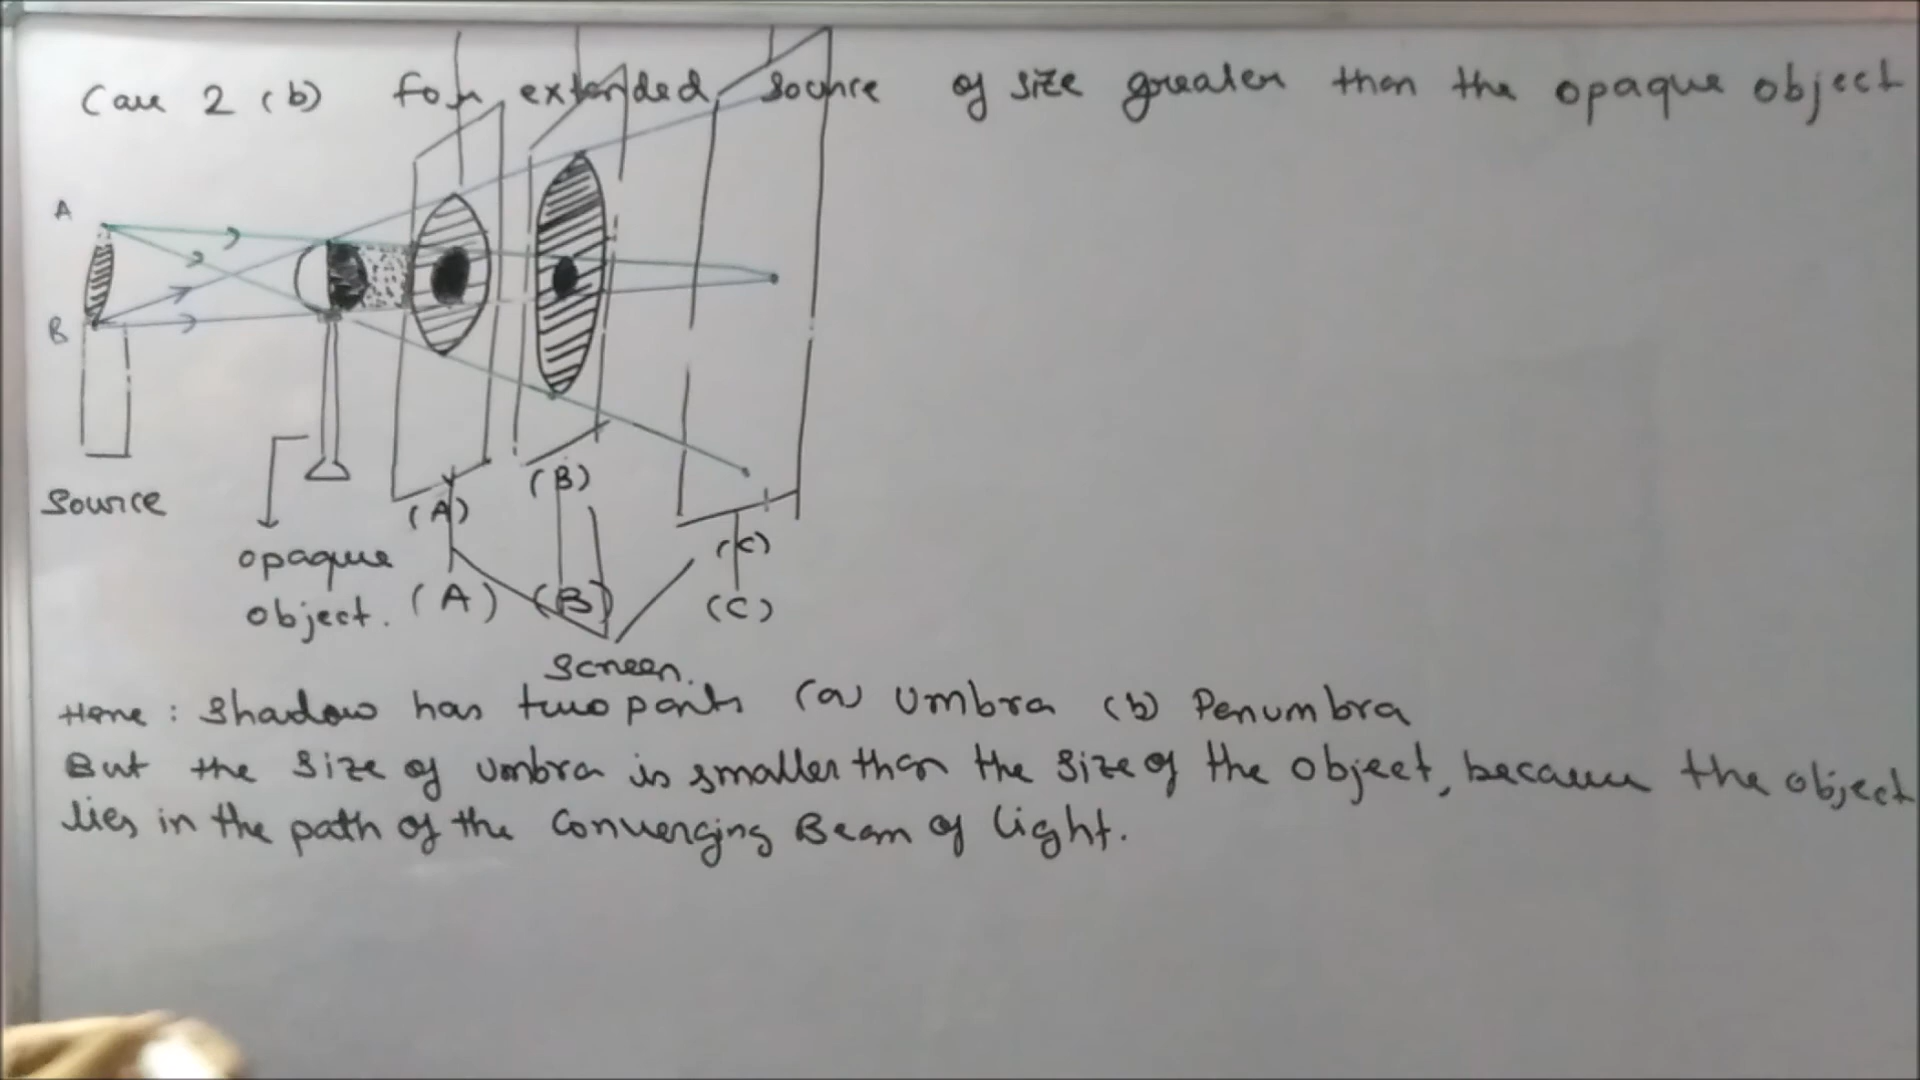 Case 2 (b) for extended source of size greater than the opaque object
A
B
Source
opaque
object.
(A)
(B)
(C)
(A) (B) (C)
Screen.
Here : Shadow has two parts (a) Umbra (b) Penumbra
But the size of umbra is smaller than the size of the object, because the object
lies in the path of the Converging Beam of light.